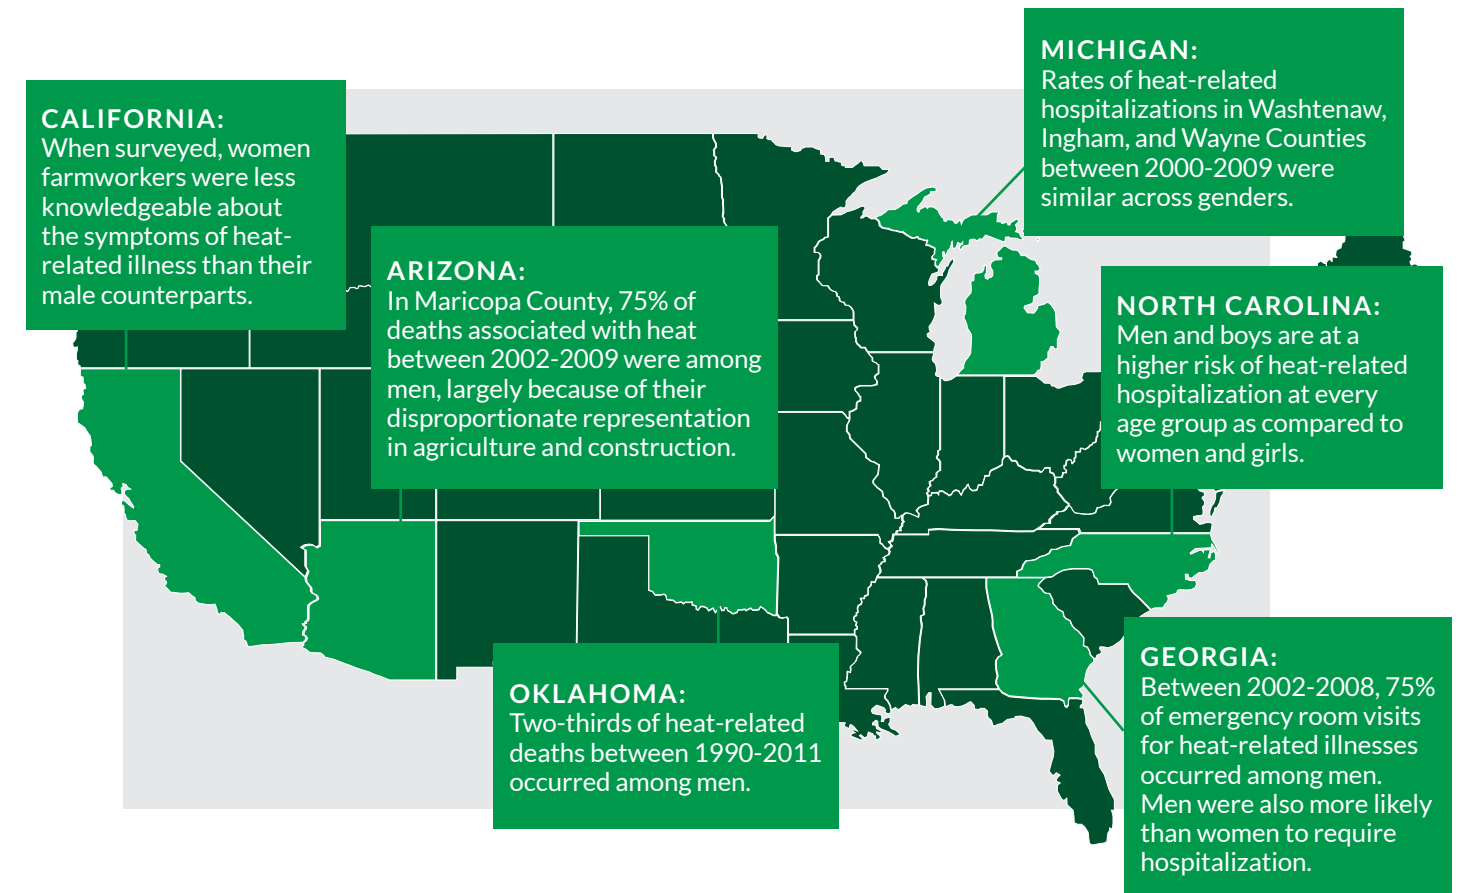 CALIFORNIA:
When surveyed, women
farmworkers were less
knowledgeable about
the symptoms of heat-
related illness than their
male counterparts.
ARIZONA:
In Maricopa County, 75% of
deaths associated with heat
between 2002-2009 were among
men, largely because of their
disproportionate representation
in agriculture and construction.
OKLAHOMA:
Two-thirds of heat-related
deaths between 1990-2011
occurred among men.
MICHIGAN:
Rates of heat-related
hospitalizations in Washtenaw,
Ingham, and Wayne Counties
between 2000-2009 were
similar across genders.
NORTH CAROLINA:
Men and boys are at a
higher risk of heat-related
hospitalization at every
age group as compared to
women and girls.
GEORGIA:
Between 2002-2008, 75%
of emergency room visits
for heat-related illnesses
occurred among men.
Men were also more likely
than women to require
hospitalization.